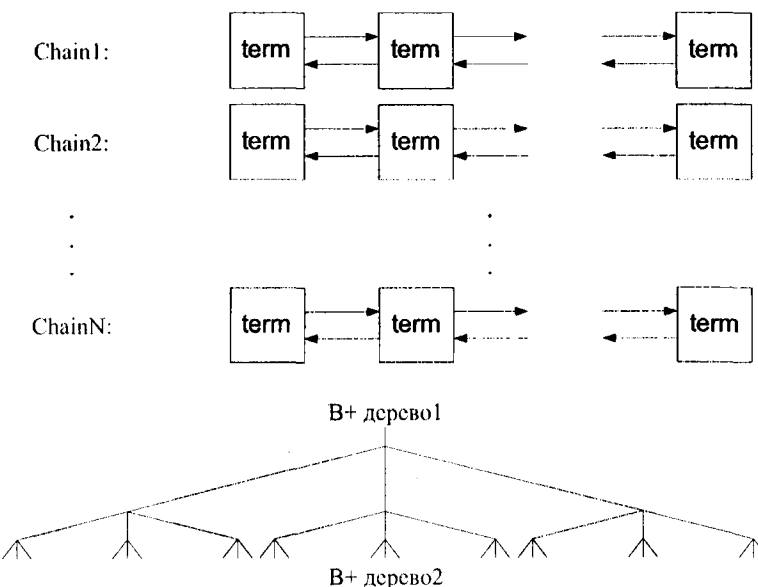 Chain1:
term term term
Chain2:
term term term
ChainN:
term term term
В+ дерево1
В+ дерево2